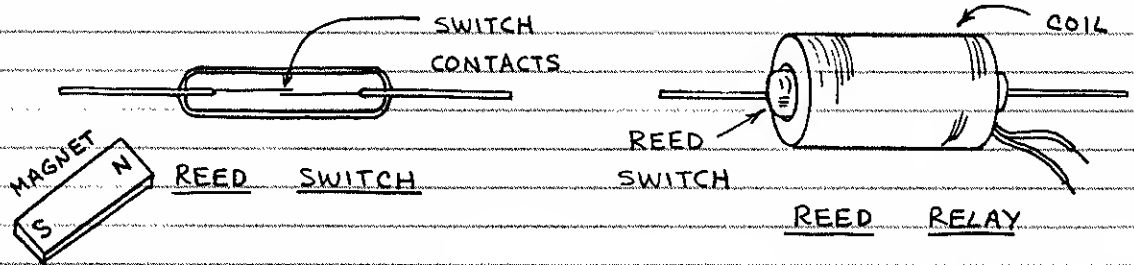 SWITCH
CONTACTS
MAGNET
N
S
REED SWITCH
COIL
REED
SWITCH
REED RELAY